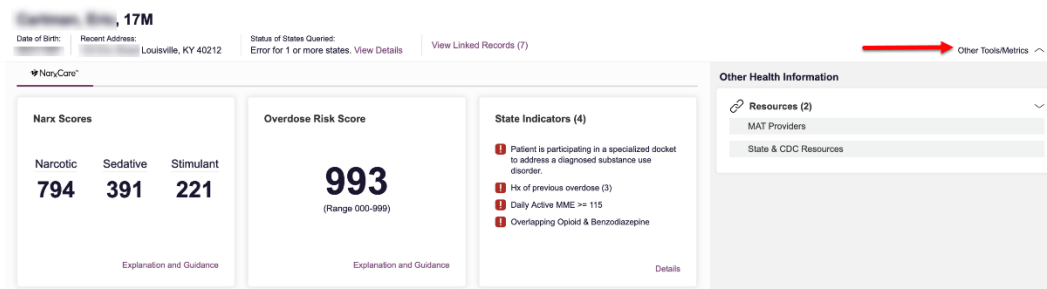 , 17M
Date of Birth:
Recent Address:
Louisville, KY 40212
Status of States Queried:
Error for 1 or more states. View Details
View Linked Records (7)
Other Tools/Metrics
NarxCare™
Narx Scores
Narcotic Sedative Stimulant
794 391 221
Explanation and Guidance
Overdose Risk Score
993
(Range 000-999)
Explanation and Guidance
State Indicators (4)
Patient is participating in a specialized docket
to address a diagnosed substance use
disorder.
Hx of previous overdose (3)
Daily Active MME >= 115
Overlapping Opioid & Benzodiazepine
Details
Other Health Information
Resources (2)
MAT Providers
State & CDC Resources